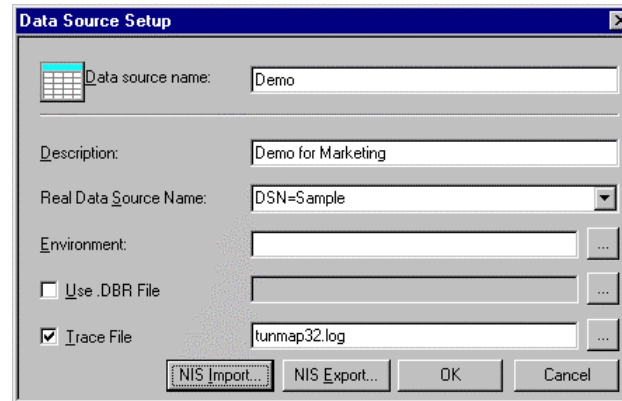 Data Source Setup
Data source name: Demo
Description: Demo for Marketing
Real Data Source Name: DSN=Sample
Environment: ...
Use .DBR File ...
Trace File tunmap32.log ...
NIS Import... NIS Export... OK Cancel